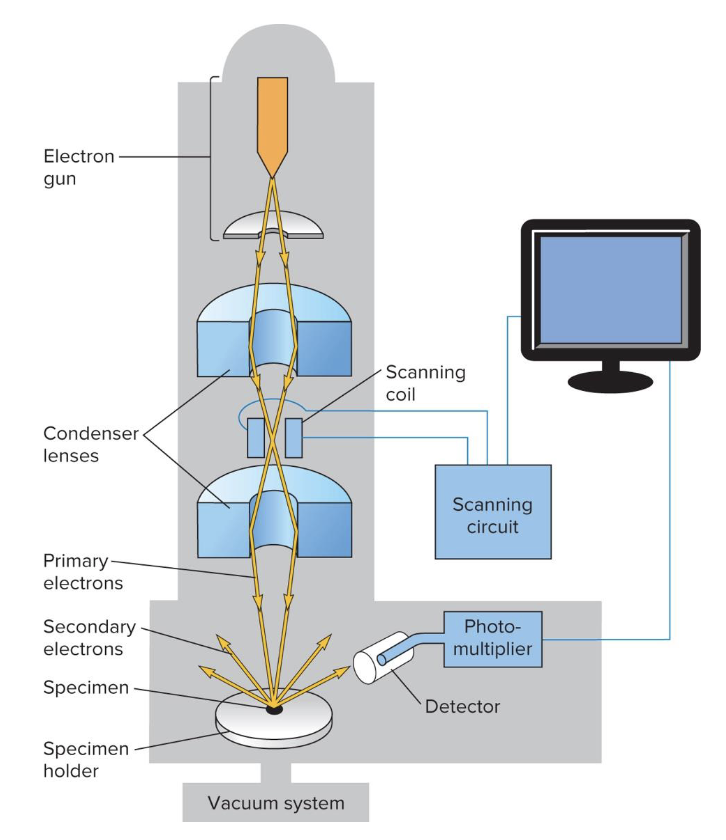 Electron
gun
Scanning
coil
Condenser
lenses
Scanning
circuit
Primary
electrons
Secondary
electrons
Photo-
multiplier
Specimen
Detector
Specimen
holder
Vacuum system